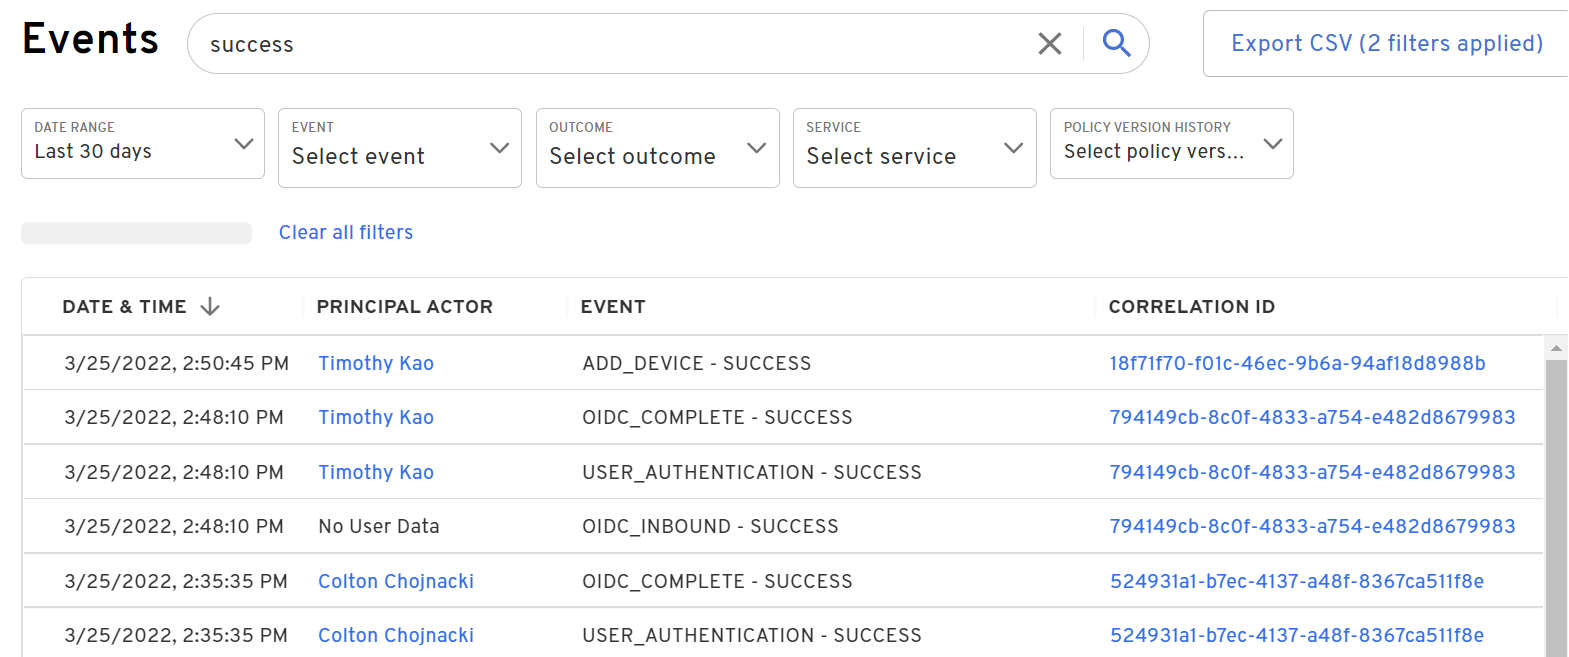 Events
success
Export CSV (2 filters applied)
DATE RANGE
Last 30 days
EVENT
Select event
OUTCOME
Select outcome
SERVICE
Select service
POLICY VERSION HISTORY
Select policy vers...
Clear all filters
DATE & TIME PRINCIPAL ACTOR EVENT CORRELATION ID
3/25/2022, 2:50:45 PM Timothy Kao ADD_DEVICE - SUCCESS 18f71f70-f01c-46ec-9b6a-94af18d8988b
3/25/2022, 2:48:10 PM Timothy Kao OIDC_COMPLETE - SUCCESS 794149cb-8c0f-4833-a754-e482d8679983
3/25/2022, 2:48:10 PM Timothy Kao USER_AUTHENTICATION - SUCCESS 794149cb-8c0f-4833-a754-e482d8679983
3/25/2022, 2:48:10 PM No User Data OIDC_INBOUND - SUCCESS 794149cb-8c0f-4833-a754-e482d8679983
3/25/2022, 2:35:35 PM Colton Chojnacki OIDC_COMPLETE - SUCCESS 524931a1-b7ec-4137-a48f-8367ca511f8e
3/25/2022, 2:35:35 PM Colton Chojnacki USER_AUTHENTICATION - SUCCESS 524931a1-b7ec-4137-a48f-8367ca511f8e